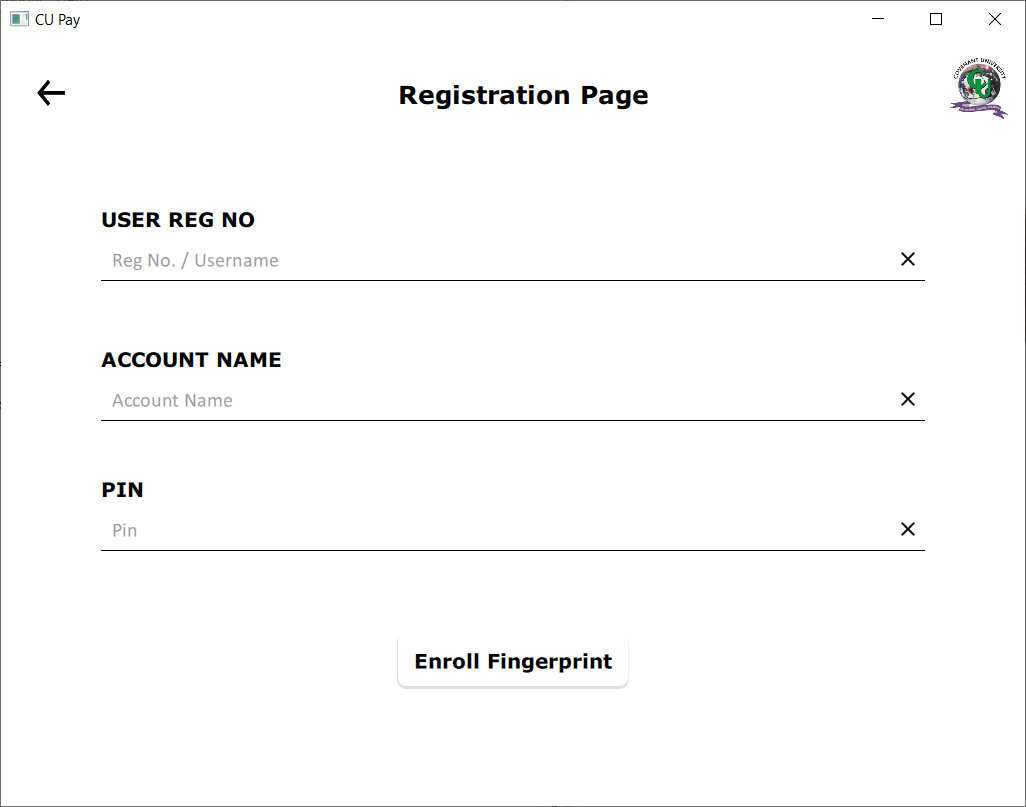 CU Pay
Registration Page
COVENANT UNIVERSITY
USER REG NO
Reg No. / Username
ACCOUNT NAME
Account Name
PIN
Pin
Enroll Fingerprint